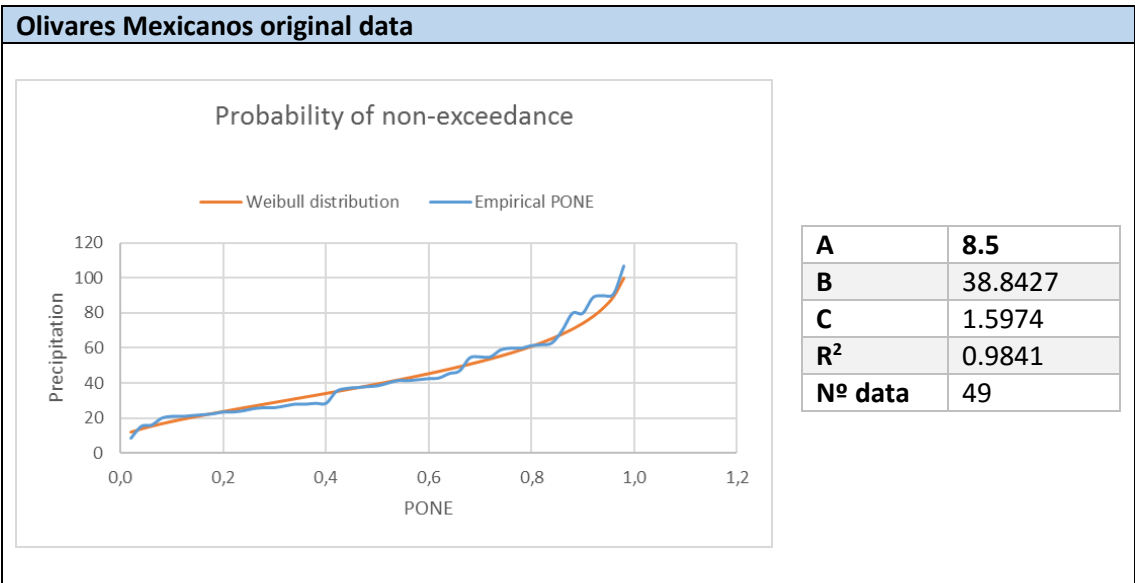 Olivares Mexicanos original data
Probability of non-exceedance
Weibull distribution Empirical PONE
120
100
80
60
40
20
0
Precipitation
0,0 0,2 0,4 0,6 0,8 1,0 1,2
PONE
A 8.5
B 38.8427
C 1.5974
R² 0.9841
Nº data 49